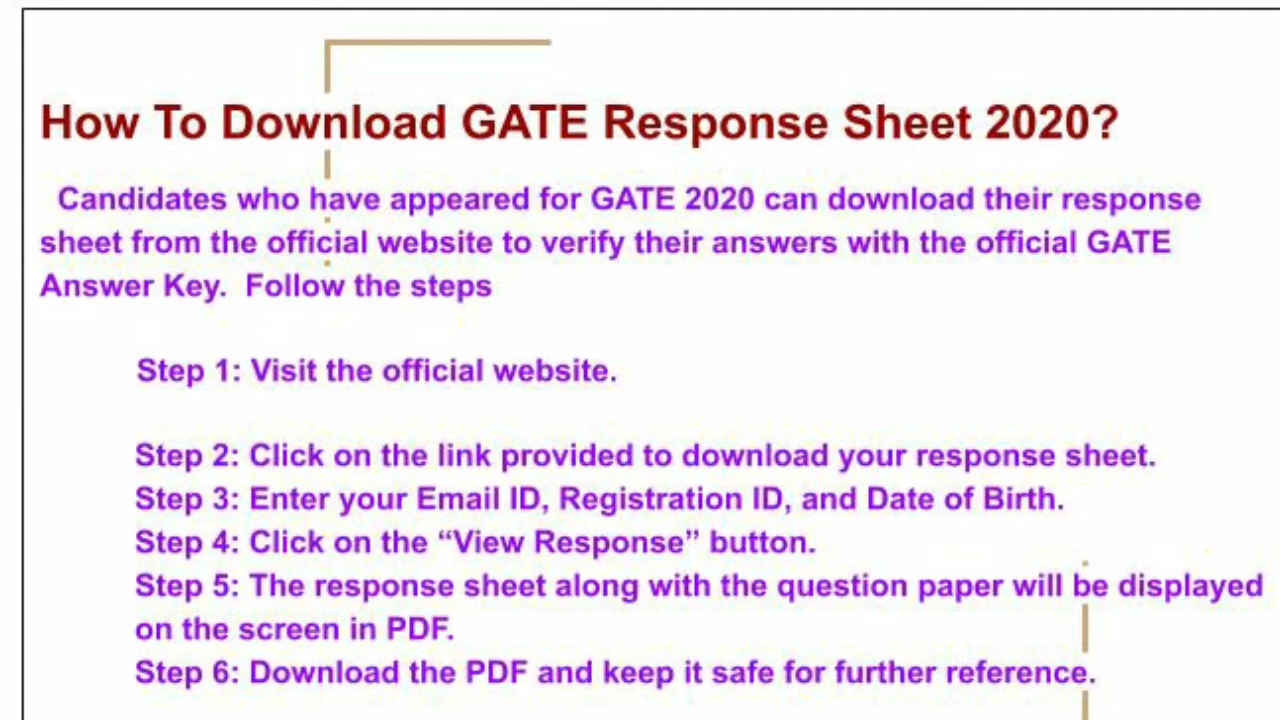 How To Download GATE Response Sheet 2020?
Candidates who have appeared for GATE 2020 can download their response
sheet from the official website to verify their answers with the official GATE
Answer Key.  Follow the steps
Step 1: Visit the official website.
Step 2: Click on the link provided to download your response sheet.
Step 3: Enter your Email ID, Registration ID, and Date of Birth.
Step 4: Click on the “View Response” button.
Step 5: The response sheet along with the question paper will be displayed
on the screen in PDF.
Step 6: Download the PDF and keep it safe for further reference.